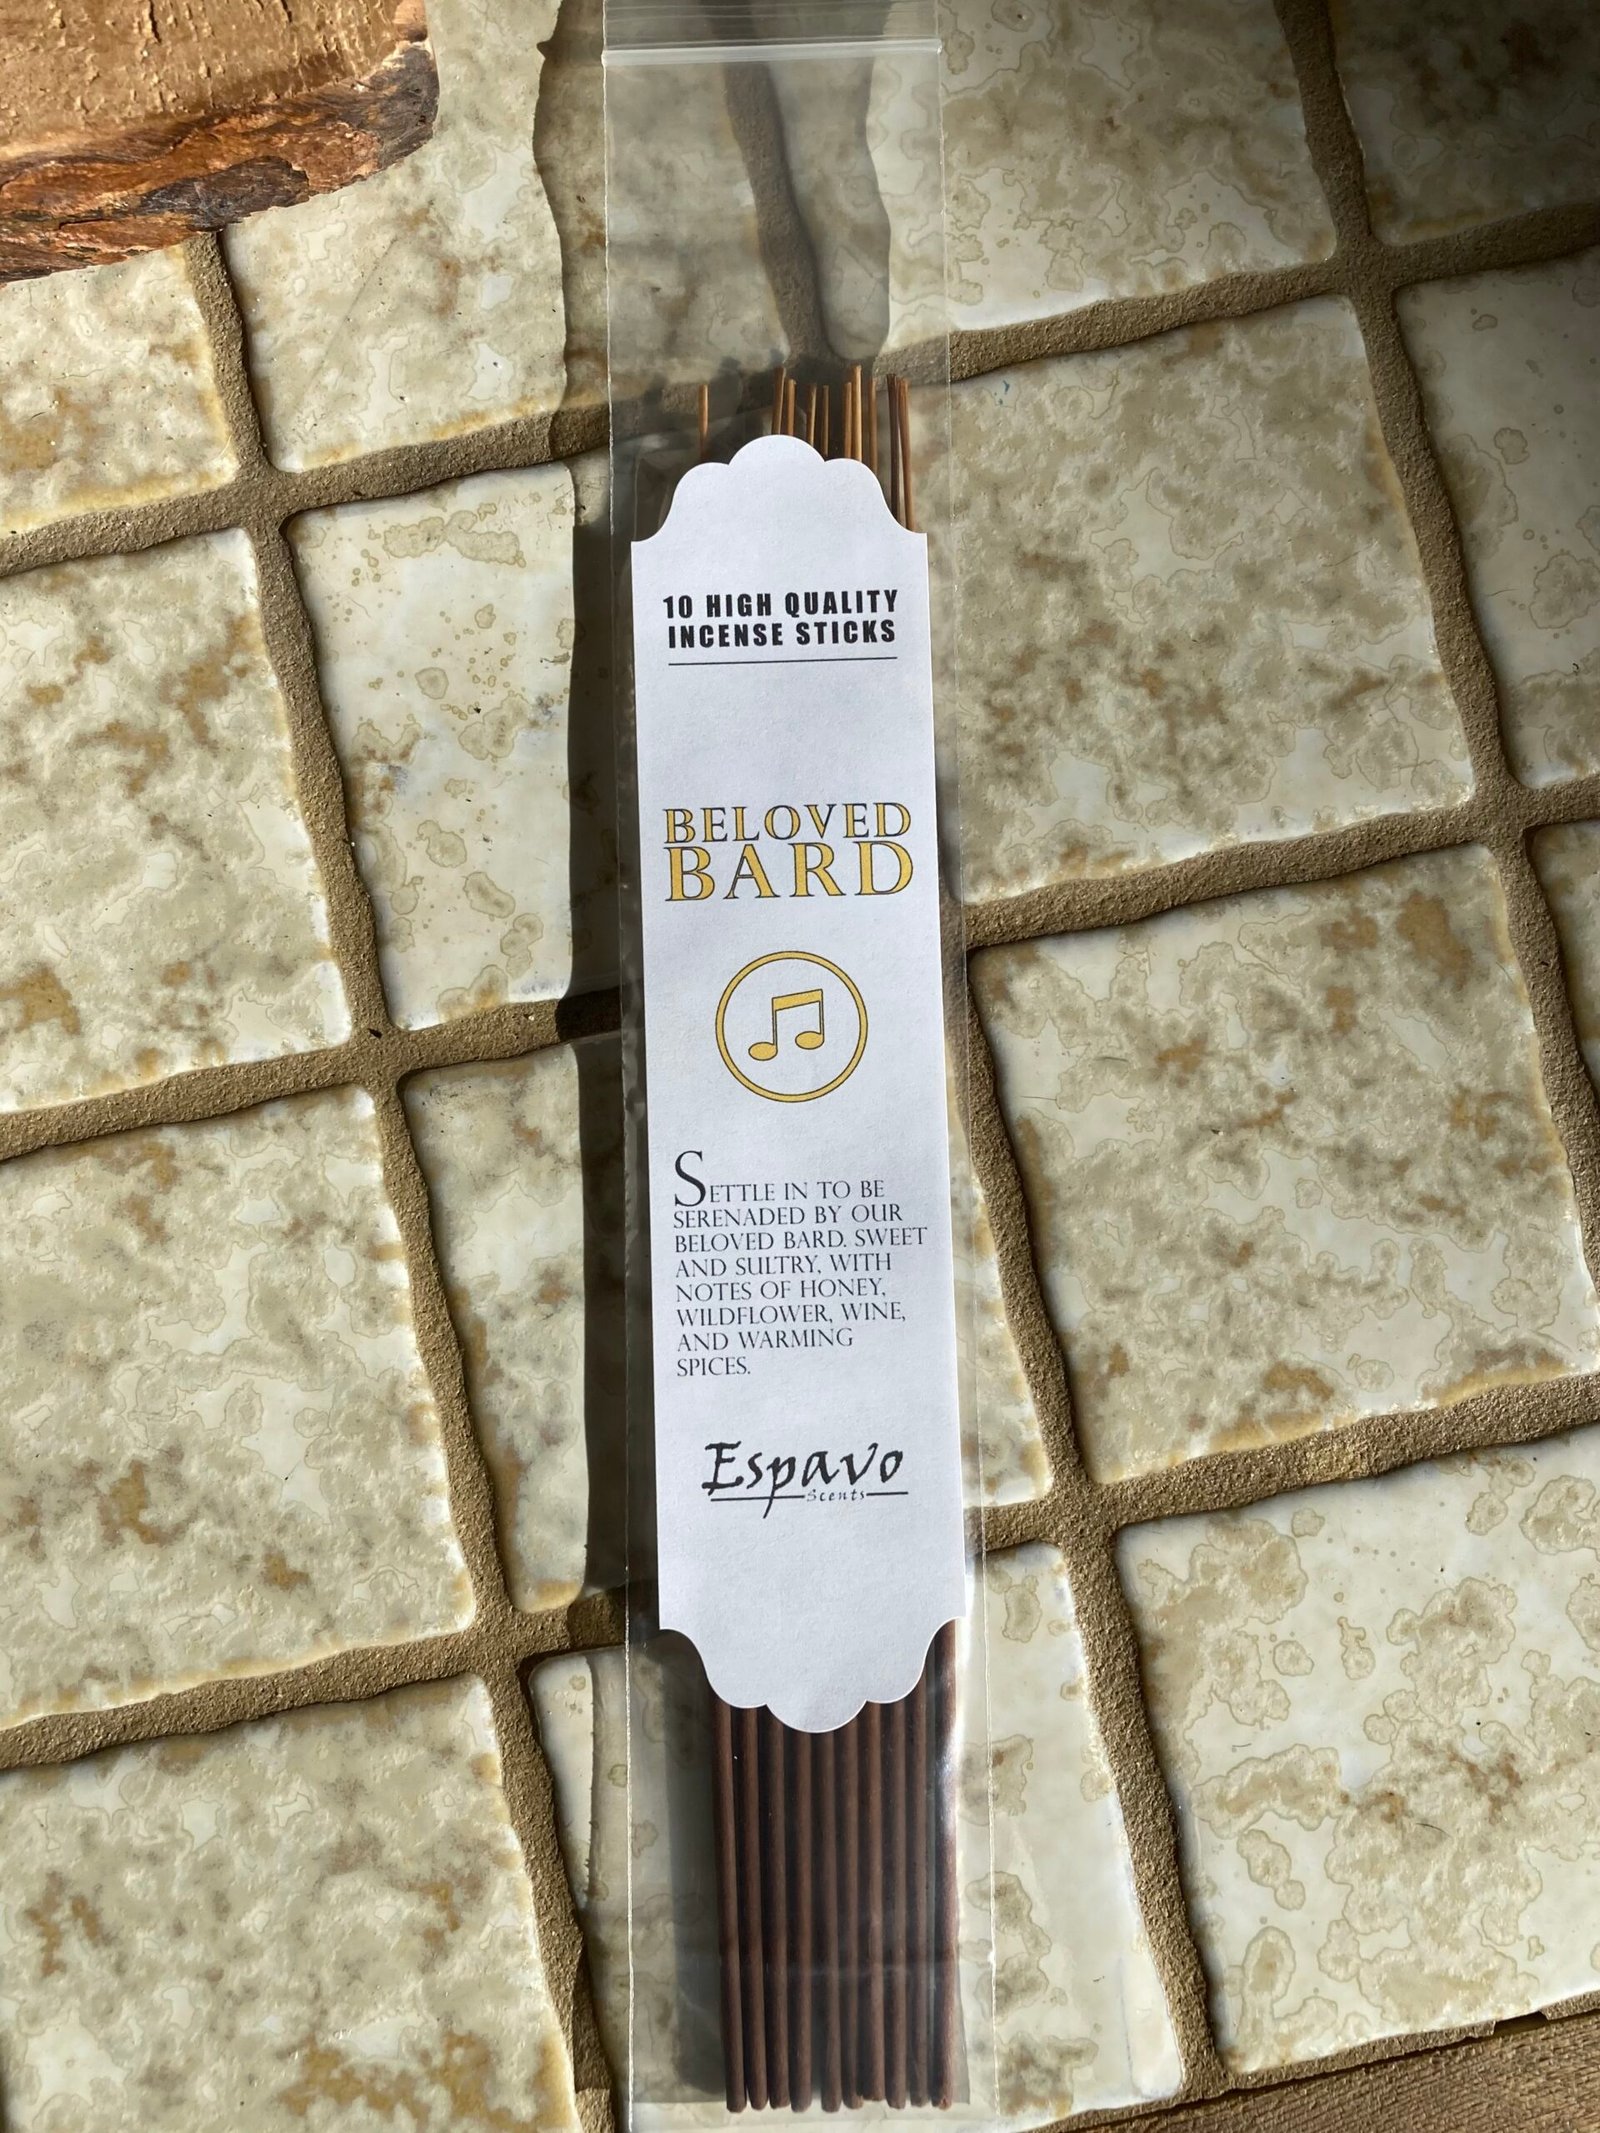 10 HIGH QUALITY
INCENSE STICKS
BELOVED
BARD
SETTLE IN TO BE
SERENADED BY OUR
BELOVED BARD. SWEET
AND SULTRY, WITH
NOTES OF HONEY,
WILDFLOWER, WINE,
AND WARMING
SPICES.
Espavo
Scents